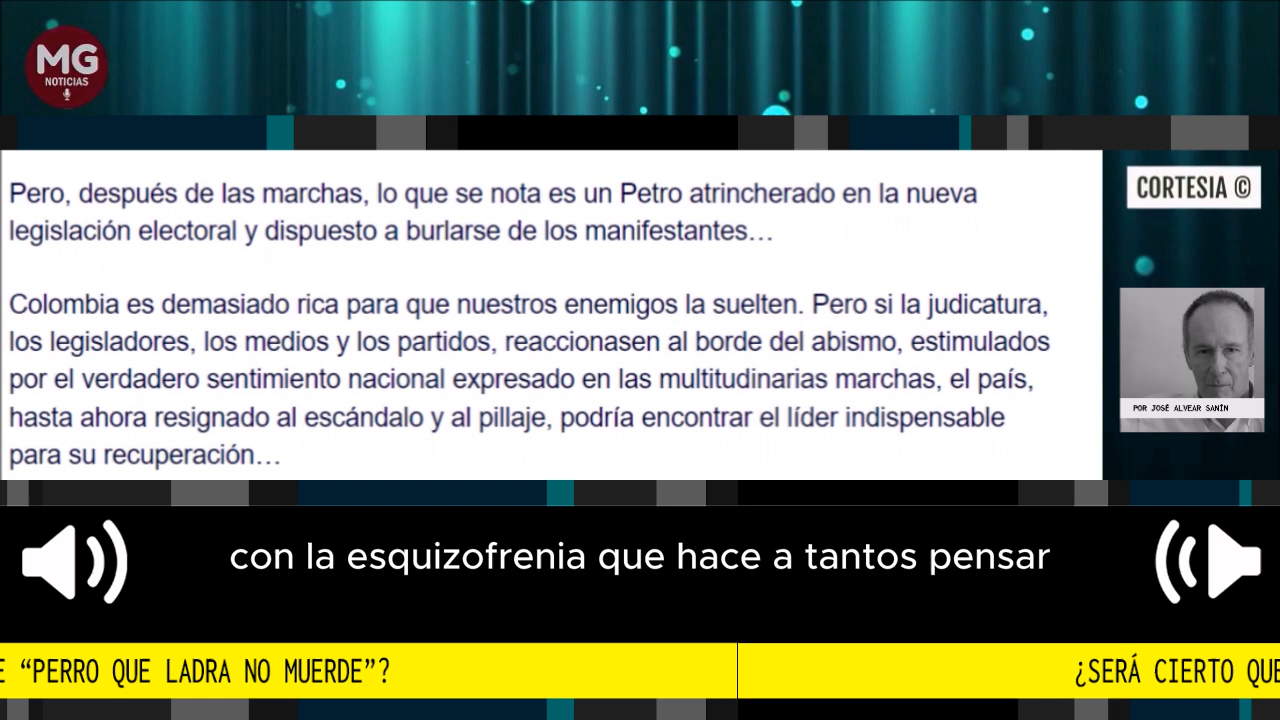 MG
NOTICIAS
Pero, después de las marchas, lo que se nota es un Petro atrincherado en la nueva
legislación electoral y dispuesto a burlarse de los manifestantes…
Colombia es demasiado rica para que nuestros enemigos la suelten. Pero si la judicatura,
los legisladores, los medios y los partidos, reaccionasen al borde del abismo, estimulados
por el verdadero sentimiento nacional expresado en las multitudinarias marchas, el país,
hasta ahora resignado al escándalo y al pillaje, podría encontrar el líder indispensable
para su recuperación…
CORTESIA ©
POR JOSÉ ALVEAR SANÍN
con la esquizofrenia que hace a tantos pensar
E “PERRO QUE LADRA NO MUERDE”?
¿SERÁ CIERTO QUE